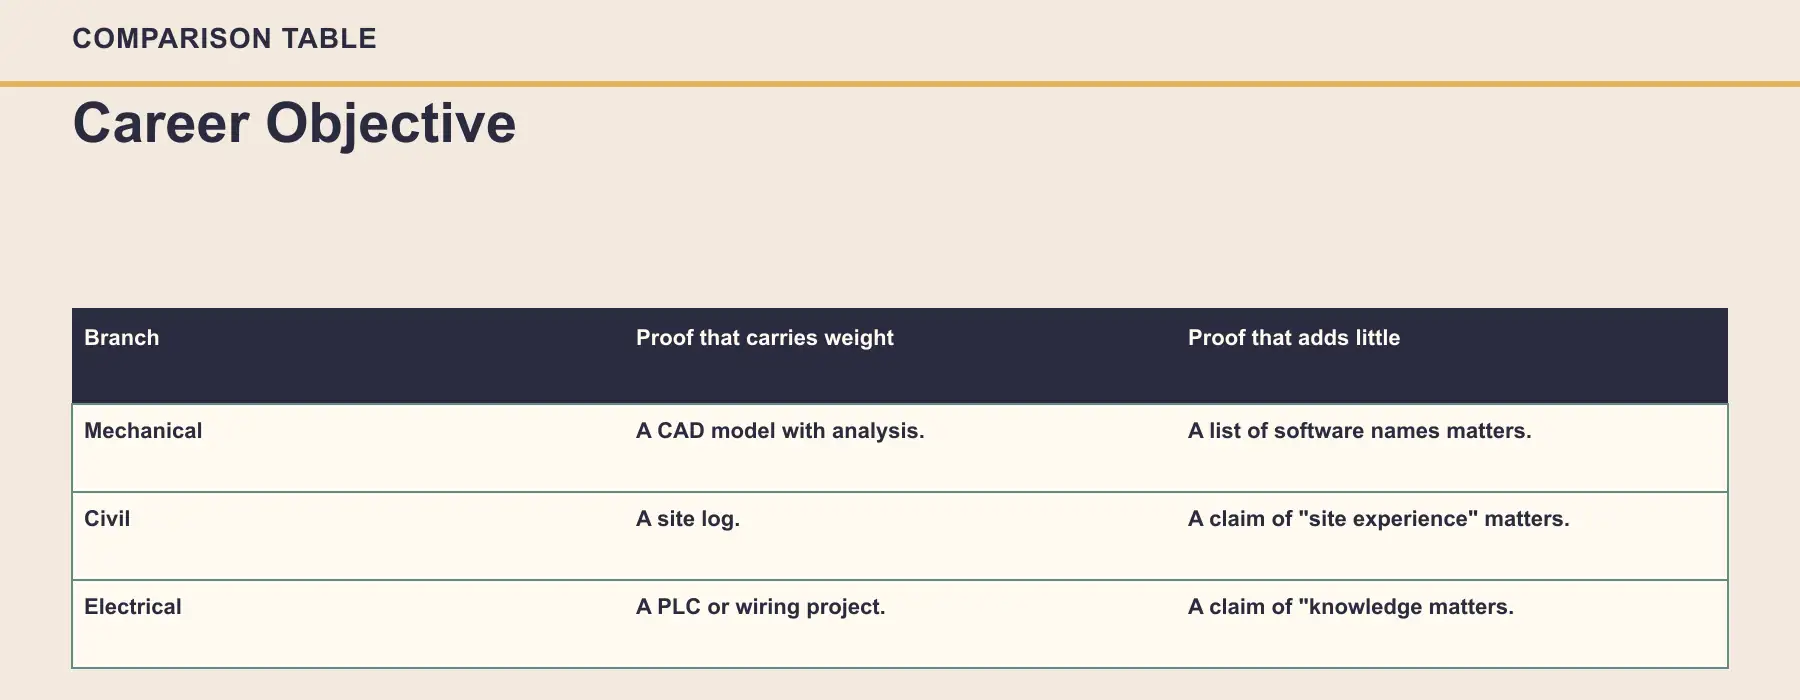 COMPARISON TABLE
Career Objective
Branch Proof that carries weight Proof that adds little
Mechanical A CAD model with analysis. A list of software names matters.
Civil A site log. A claim of "site experience" matters.
Electrical A PLC or wiring project. A claim of "knowledge matters.